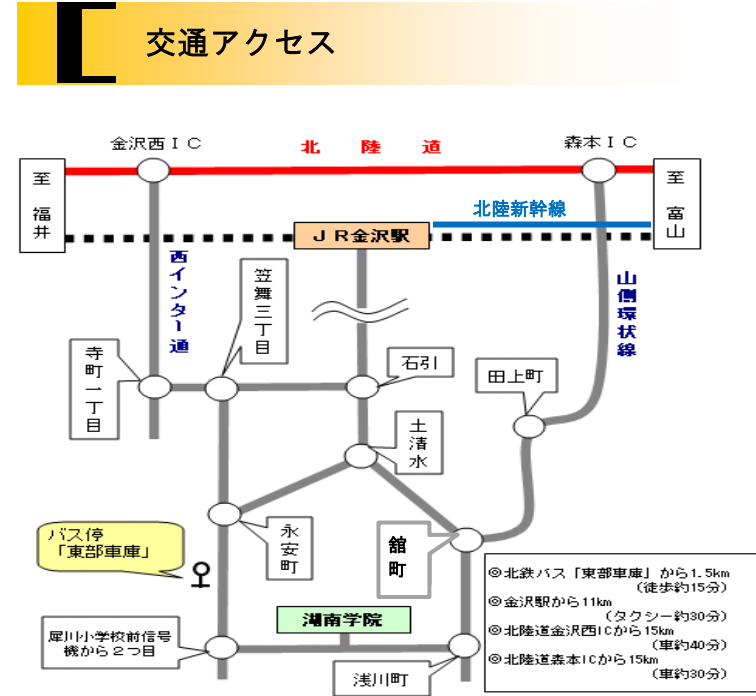 交通アクセス
金沢西ＩＣ
北陸道
森本ＩＣ
至福井
至富山
北陸新幹線
ＪＲ金沢駅
西インター通
笠舞三丁目
山側環状線
寺町一丁目
石引
田上町
土清水
バス停
「東部車庫」
永安町
舘町
◎北鉄バス「東部車庫」から1.5km
（徒歩約15分）
◎金沢駅から11km
（タクシー約30分）
◎北陸道金沢西ICから15km
（車約40分）
◎北陸道森本ICから15km
（車約30分）
湖南学院
犀川小学校前信号
機から２つ目
浅川町